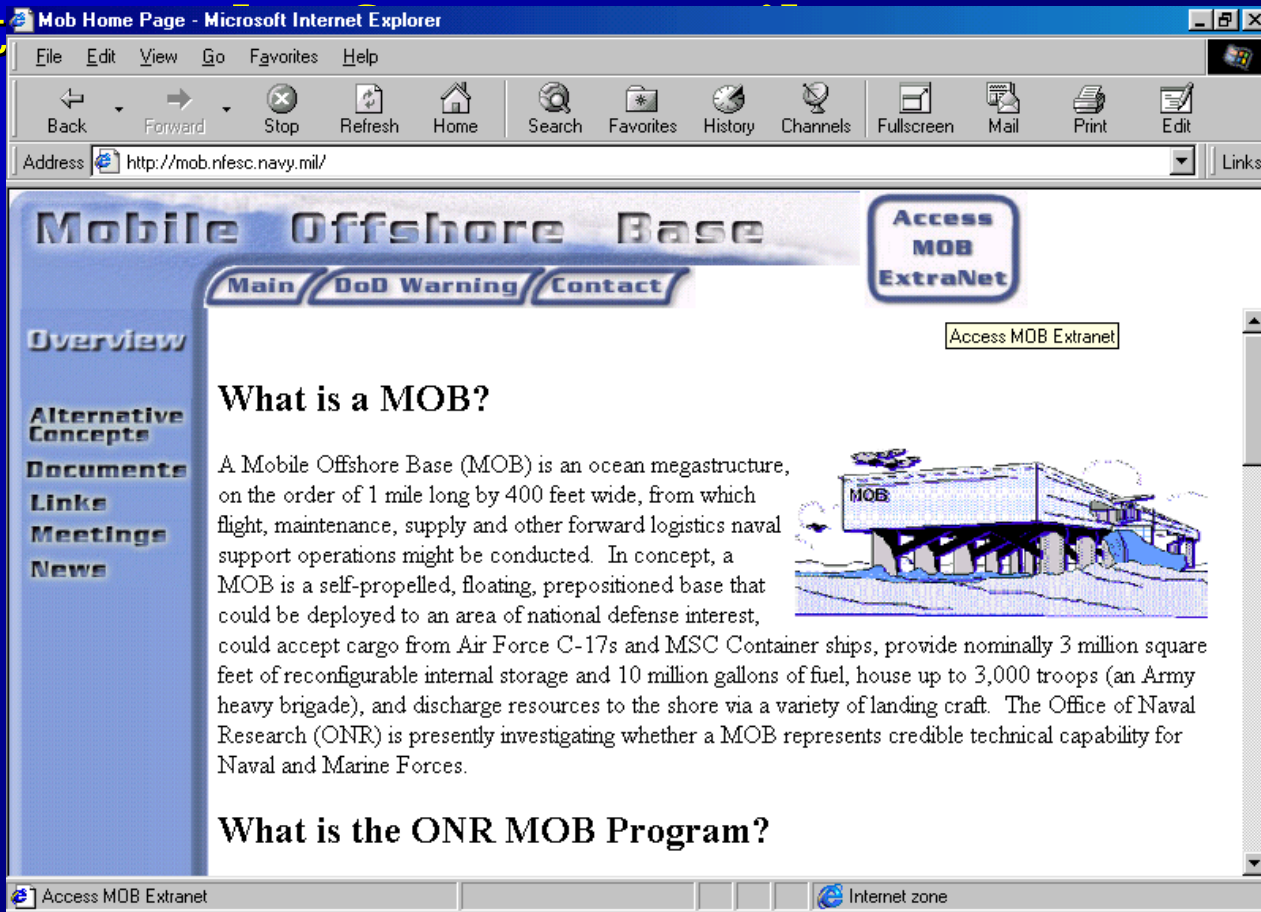 Mob Home Page - Microsoft Internet Explorer
File Edit View Go Favorites Help
Back Forward Stop Refresh Home Search Favorites History Channels Fullscreen Mail Print Edit
Address http://mob.nfesc.navy.mil/ Links
Mobile Offshore Base
Access
MOB
ExtraNet
Main DoD Warning Contact
Access MOB Extranet
Overview
Alternative
Concepts
Documents
Links
Meetings
News
What is a MOB?
A Mobile Offshore Base (MOB) is an ocean megastructure,
on the order of 1 mile long by 400 feet wide, from which
flight, maintenance, supply and other forward logistics naval
support operations might be conducted. In concept, a
MOB is a self-propelled, floating, prepositioned base that
could be deployed to an area of national defense interest,
could accept cargo from Air Force C-17s and MSC Container ships, provide nominally 3 million square
feet of reconfigurable internal storage and 10 million gallons of fuel, house up to 3,000 troops (an Army
heavy brigade), and discharge resources to the shore via a variety of landing craft. The Office of Naval
Research (ONR) is presently investigating whether a MOB represents credible technical capability for
Naval and Marine Forces.
MOB
What is the ONR MOB Program?
Access MOB Extranet Internet zone